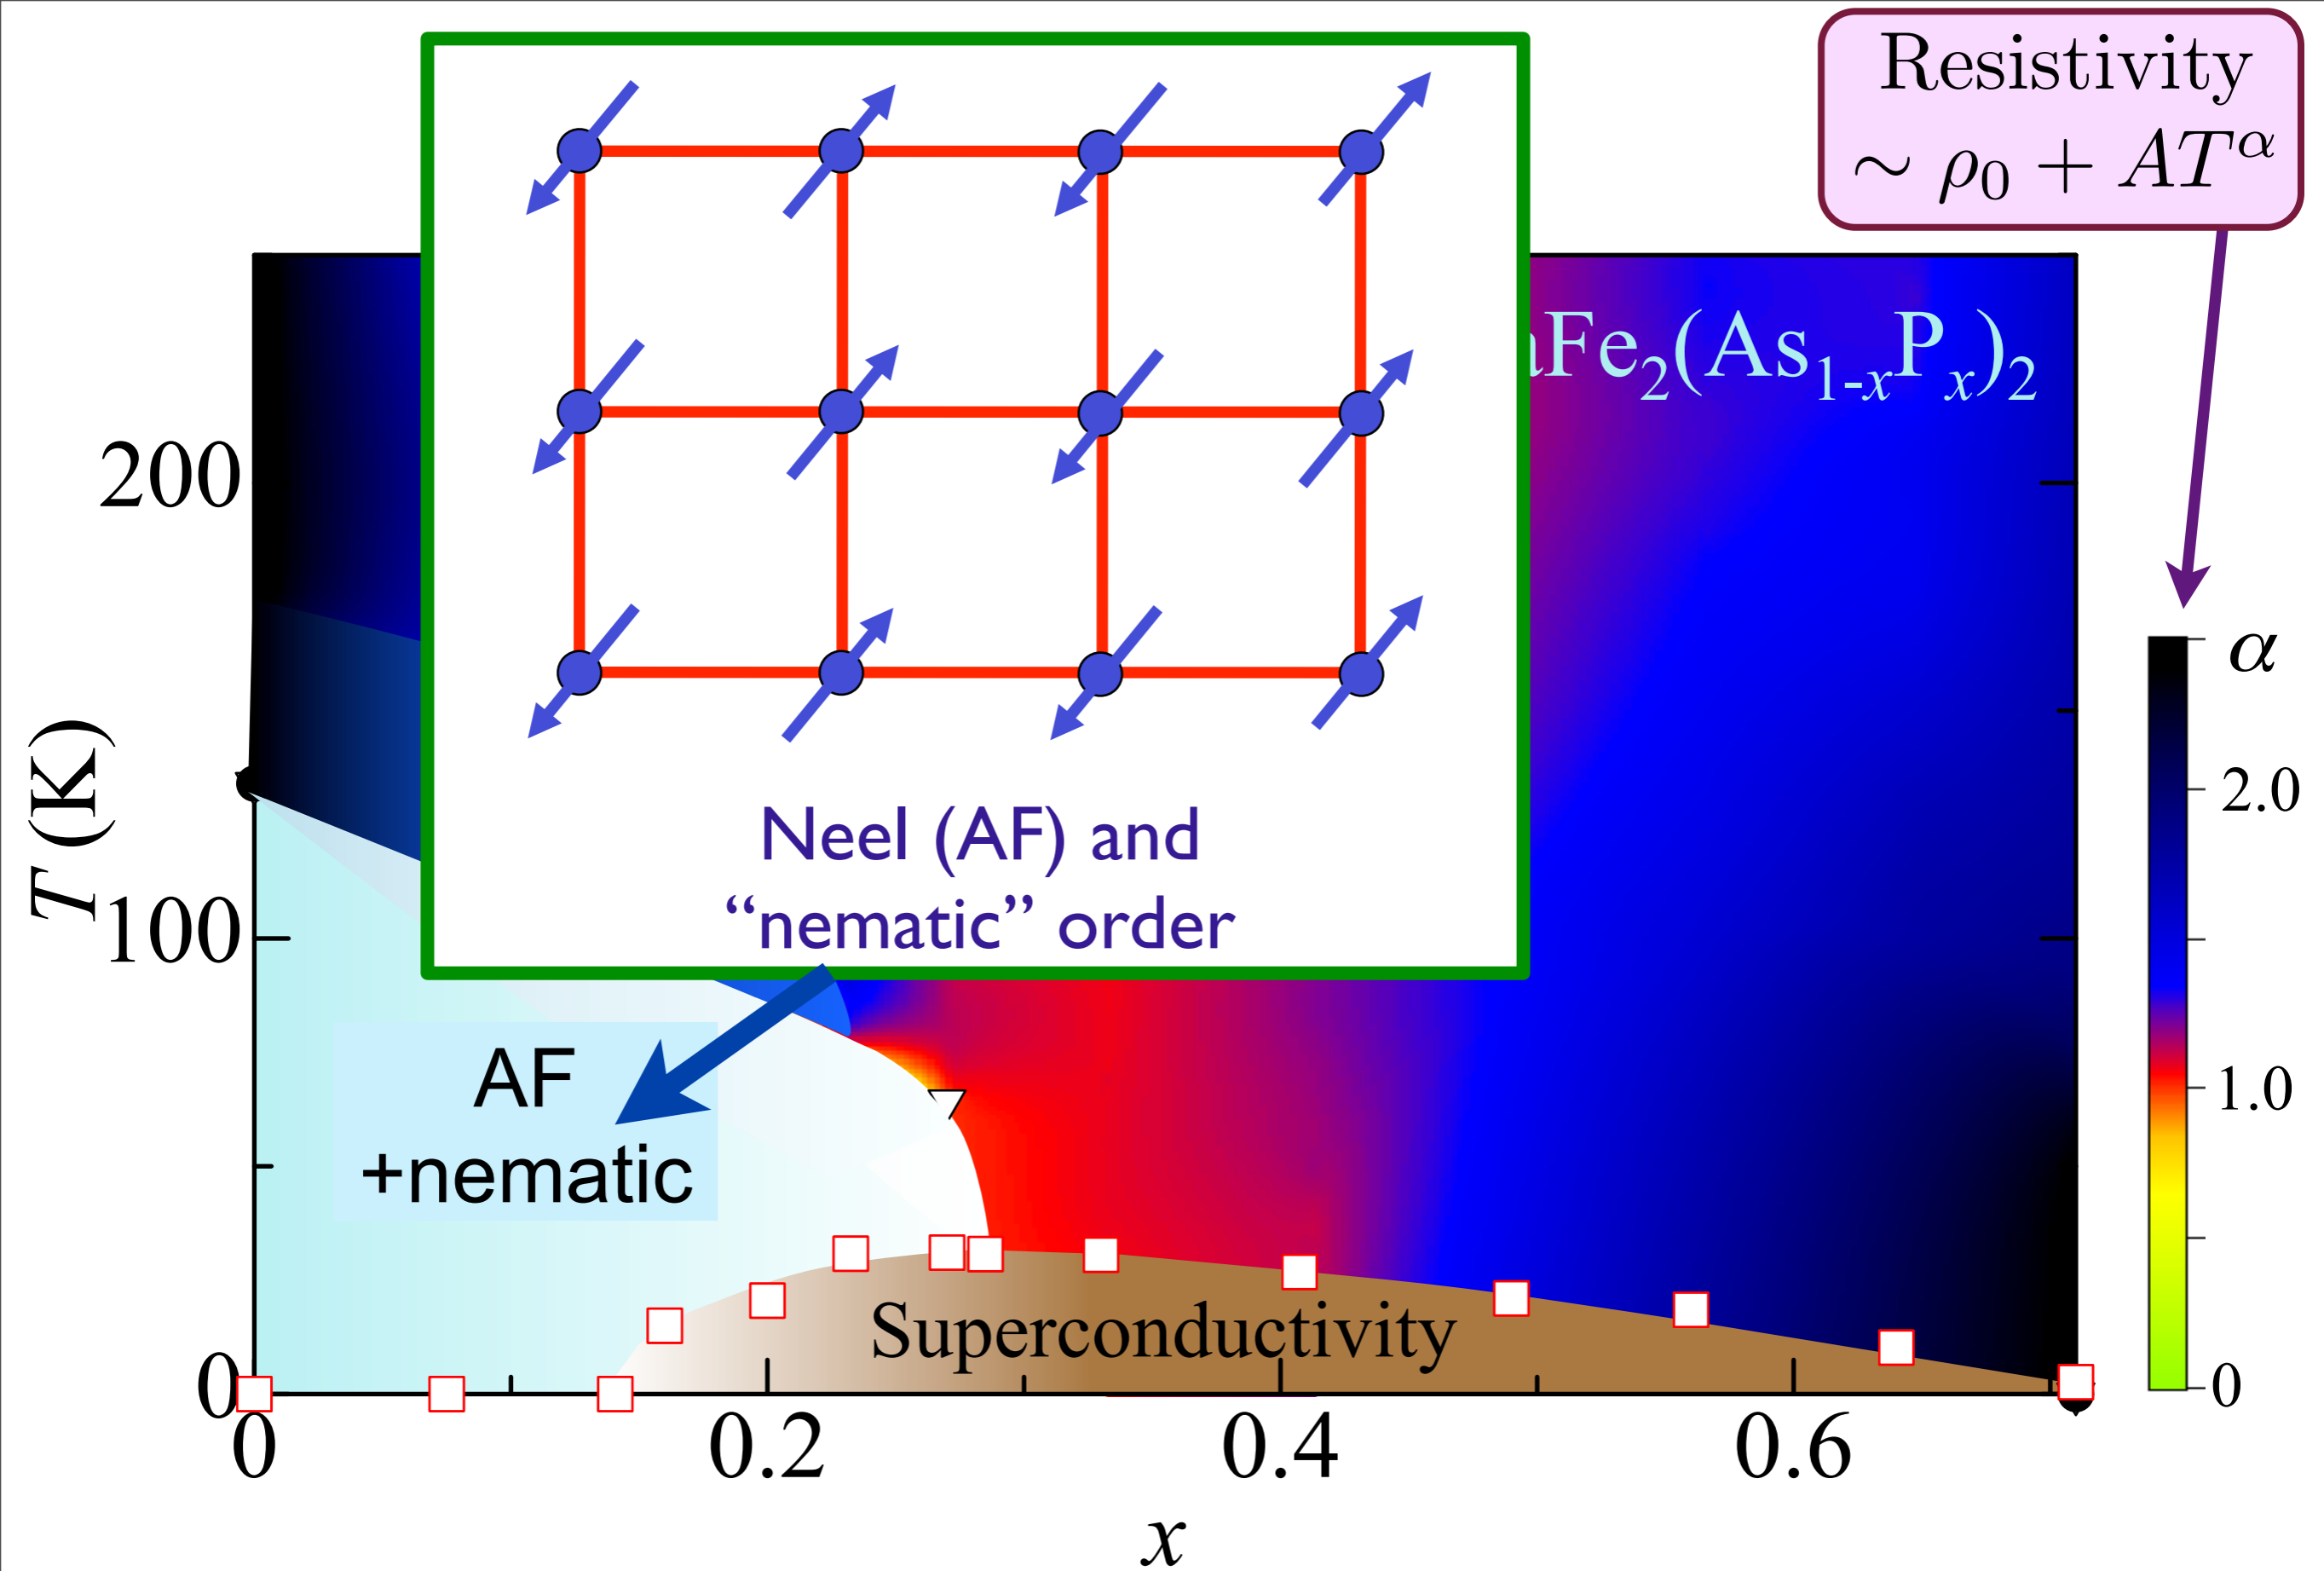 Resistivity
∼ ρ₀ + AT^α
aFe₂(As₁₋ₓPₓ)₂
200
T (K)
100
0
α
2.0
1.0
0
Neel (AF) and
“nematic” order
AF
+nematic
Superconductivity
0
0.2
0.4
0.6
x